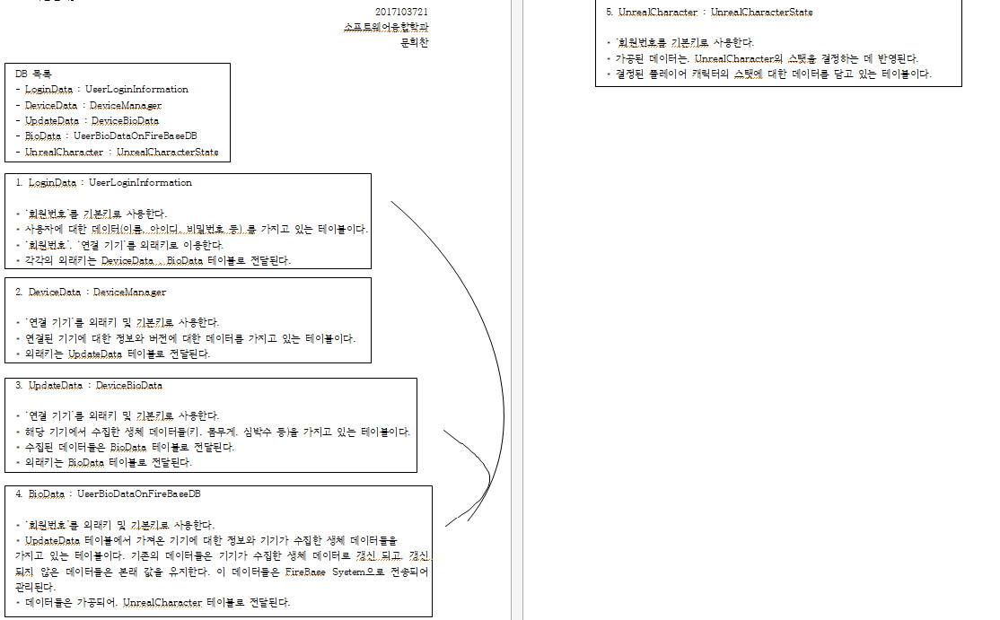 2017103721
소프트웨어융합학과
문희찬
DB 목록
- LoginData : UserLoginInformation
- DeviceData : DeviceManager
- UpdateData : DeviceBioData
- BioData : UserBioDataOnFireBaseDB
- UnrealCharacter : UnrealCharacterStats
1. LoginData : UserLoginInformation
• '회원번호'를 기본키로 사용한다.
• 사용자에 대한 데이터(이름, 아이디, 비밀번호 등) 를 가지고 있는 테이블이다.
• '회원번호', '연결 기기'를 외래키로 이용한다.
• 각각의 외래키는 DeviceData , BioData 테이블로 전달된다.
2. DeviceData : DeviceManager
• '연결 기기'를 외래키 및 기본키로 사용한다.
• 연결된 기기에 대한 정보와 버전에 대한 데이터를 가지고 있는 테이블이다.
• 외래키는 UpdateData 테이블로 전달된다.
3. UpdateData : DeviceBioData
• '연결 기기'를 외래키 및 기본키로 사용한다.
• 해당 기기에서 수집한 생체 데이터들(키, 몸무게, 심박수 등)을 가지고 있는 테이블이다.
• 수집된 데이터들은 BioData 테이블로 전달된다.
• 외래키는 BioData 테이블로 전달된다.
4. BioData : UserBioDataOnFireBaseDB
• '회원번호'를 외래키 및 기본키로 사용한다.
• UpdateData 테이블에서 가져온 기기에 대한 정보와 기기가 수집한 생체 데이터들을
가지고 있는 테이블이다. 기존의 데이터들은 기기가 수집한 생체 데이터로 갱신 되고, 갱신
되지 않은 데이터들은 본래 값을 유지한다. 이 데이터들은 FireBase System으로 전송되어
관리된다.
• 데이터들은 가공되어, UnrealCharacter 테이블로 전달된다.
5. UnrealCharacter : UnrealCharacterStats
• '회원번호를 기본키로 사용한다.
• 가공된 데이터는, UnrealCharacter의 스탯을 결정하는 데 반영된다.
• 결정된 플레이어 캐릭터의 스탯에 대한 데이터를 담고 있는 테이블이다.